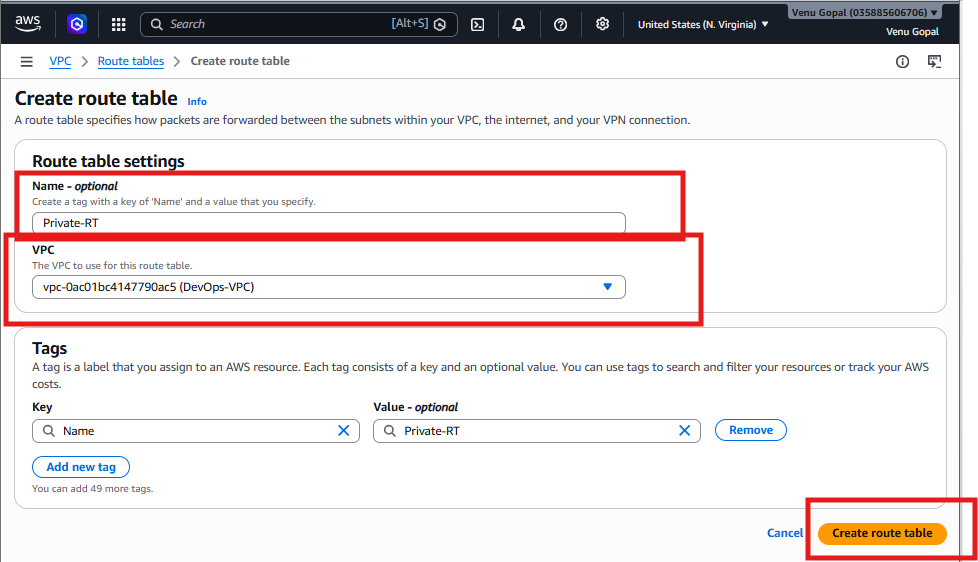 aws
Search [Alt+S] United States (N. Virginia) Venu Gopal (035885606706)
Venu Gopal
VPC Route tables Create route table
Create route table Info
A route table specifies how packets are forwarded between the subnets within your VPC, the internet, and your VPN connection.
Route table settings
Name - optional
Create a tag with a key of 'Name' and a value that you specify.
Private-RT
VPC
The VPC to use for this route table.
vpc-0ac01bc4147790ac5 (DevOps-VPC)
Tags
A tag is a label that you assign to an AWS resource. Each tag consists of a key and an optional value. You can use tags to search and filter your resources or track your AWS
costs.
Key Value - optional
Name Private-RT Remove
Add new tag
You can add 49 more tags.
Cancel Create route table